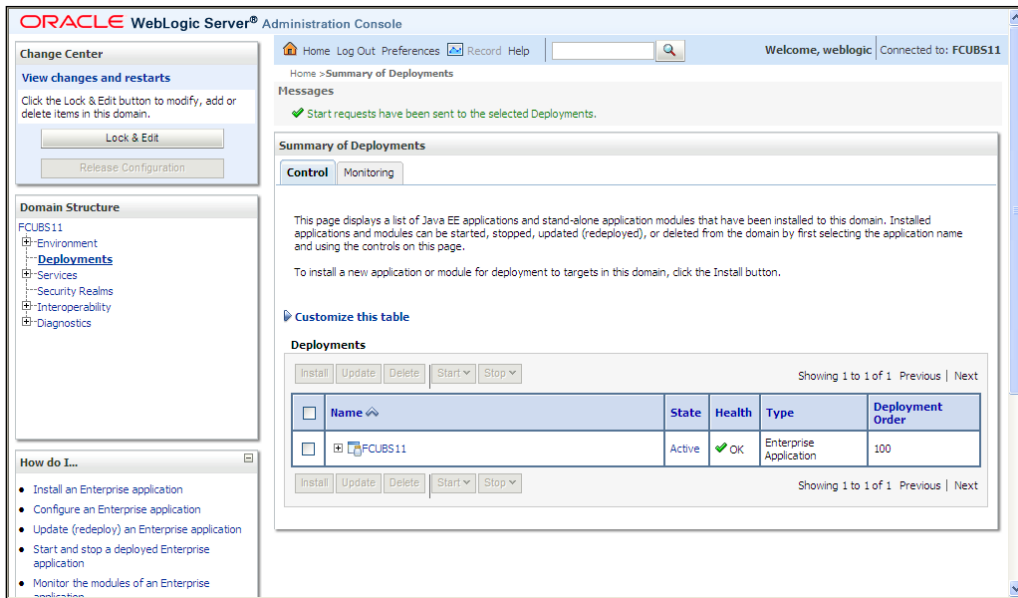 ORACLE WebLogic Server® Administration Console
Change Center
View changes and restarts
Click the Lock & Edit button to modify, add or
delete items in this domain.
Lock & Edit
Release Configuration
Domain Structure
FCUBS11
Environment
Deployments
Services
Security Realms
Interoperability
Diagnostics
How do I...
Install an Enterprise application
Configure an Enterprise application
Update (redeploy) an Enterprise application
Start and stop a deployed Enterprise
application
Monitor the modules of an Enterprise
application
Home Log Out Preferences Record Help
Welcome, weblogic Connected to: FCUBS11
Home >Summary of Deployments
Messages
Start requests have been sent to the selected Deployments.
Summary of Deployments
Control Monitoring
This page displays a list of Java EE applications and stand-alone application modules that have been installed to this domain. Installed
applications and modules can be started, stopped, updated (redeployed), or deleted from the domain by first selecting the application name
and using the controls on this page.
To install a new application or module for deployment to targets in this domain, click the Install button.
Customize this table
Deployments
Install Update Delete Start Stop Showing 1 to 1 of 1 Previous | Next
Name State Health Type Deployment
Order
FCUBS11 Active OK Enterprise
Application 100
Install Update Delete Start Stop Showing 1 to 1 of 1 Previous | Next